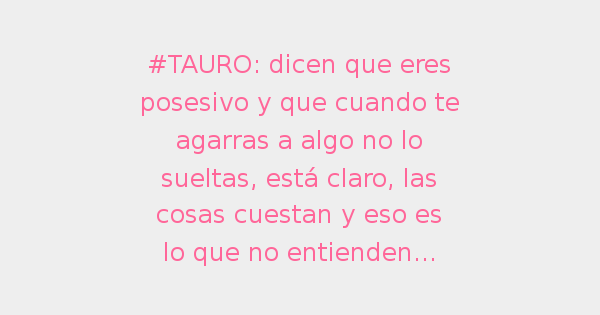 #TAURO: dicen que eres
posesivo y que cuando te
agarras a algo no lo
sueltas, está claro, las
cosas cuestan y eso es
lo que no entienden...